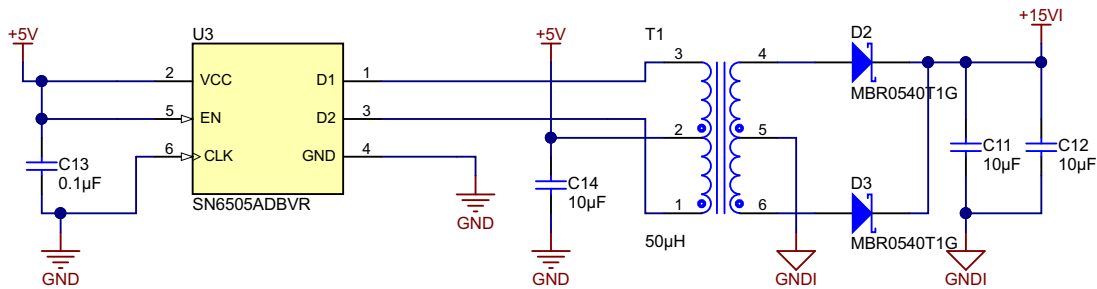 +5V
U3
2
VCC
D1
1
5
EN
D2
3
6
CLK
GND
4
SN6505ADBVR
C13
0.1µF
GND
GND
+5V
C14
10µF
GND
T1
3
4
2
5
1
6
50µH
D2
MBR0540T1G
D3
MBR0540T1G
GNDI
+15VI
C11
10µF
C12
10µF
GNDI